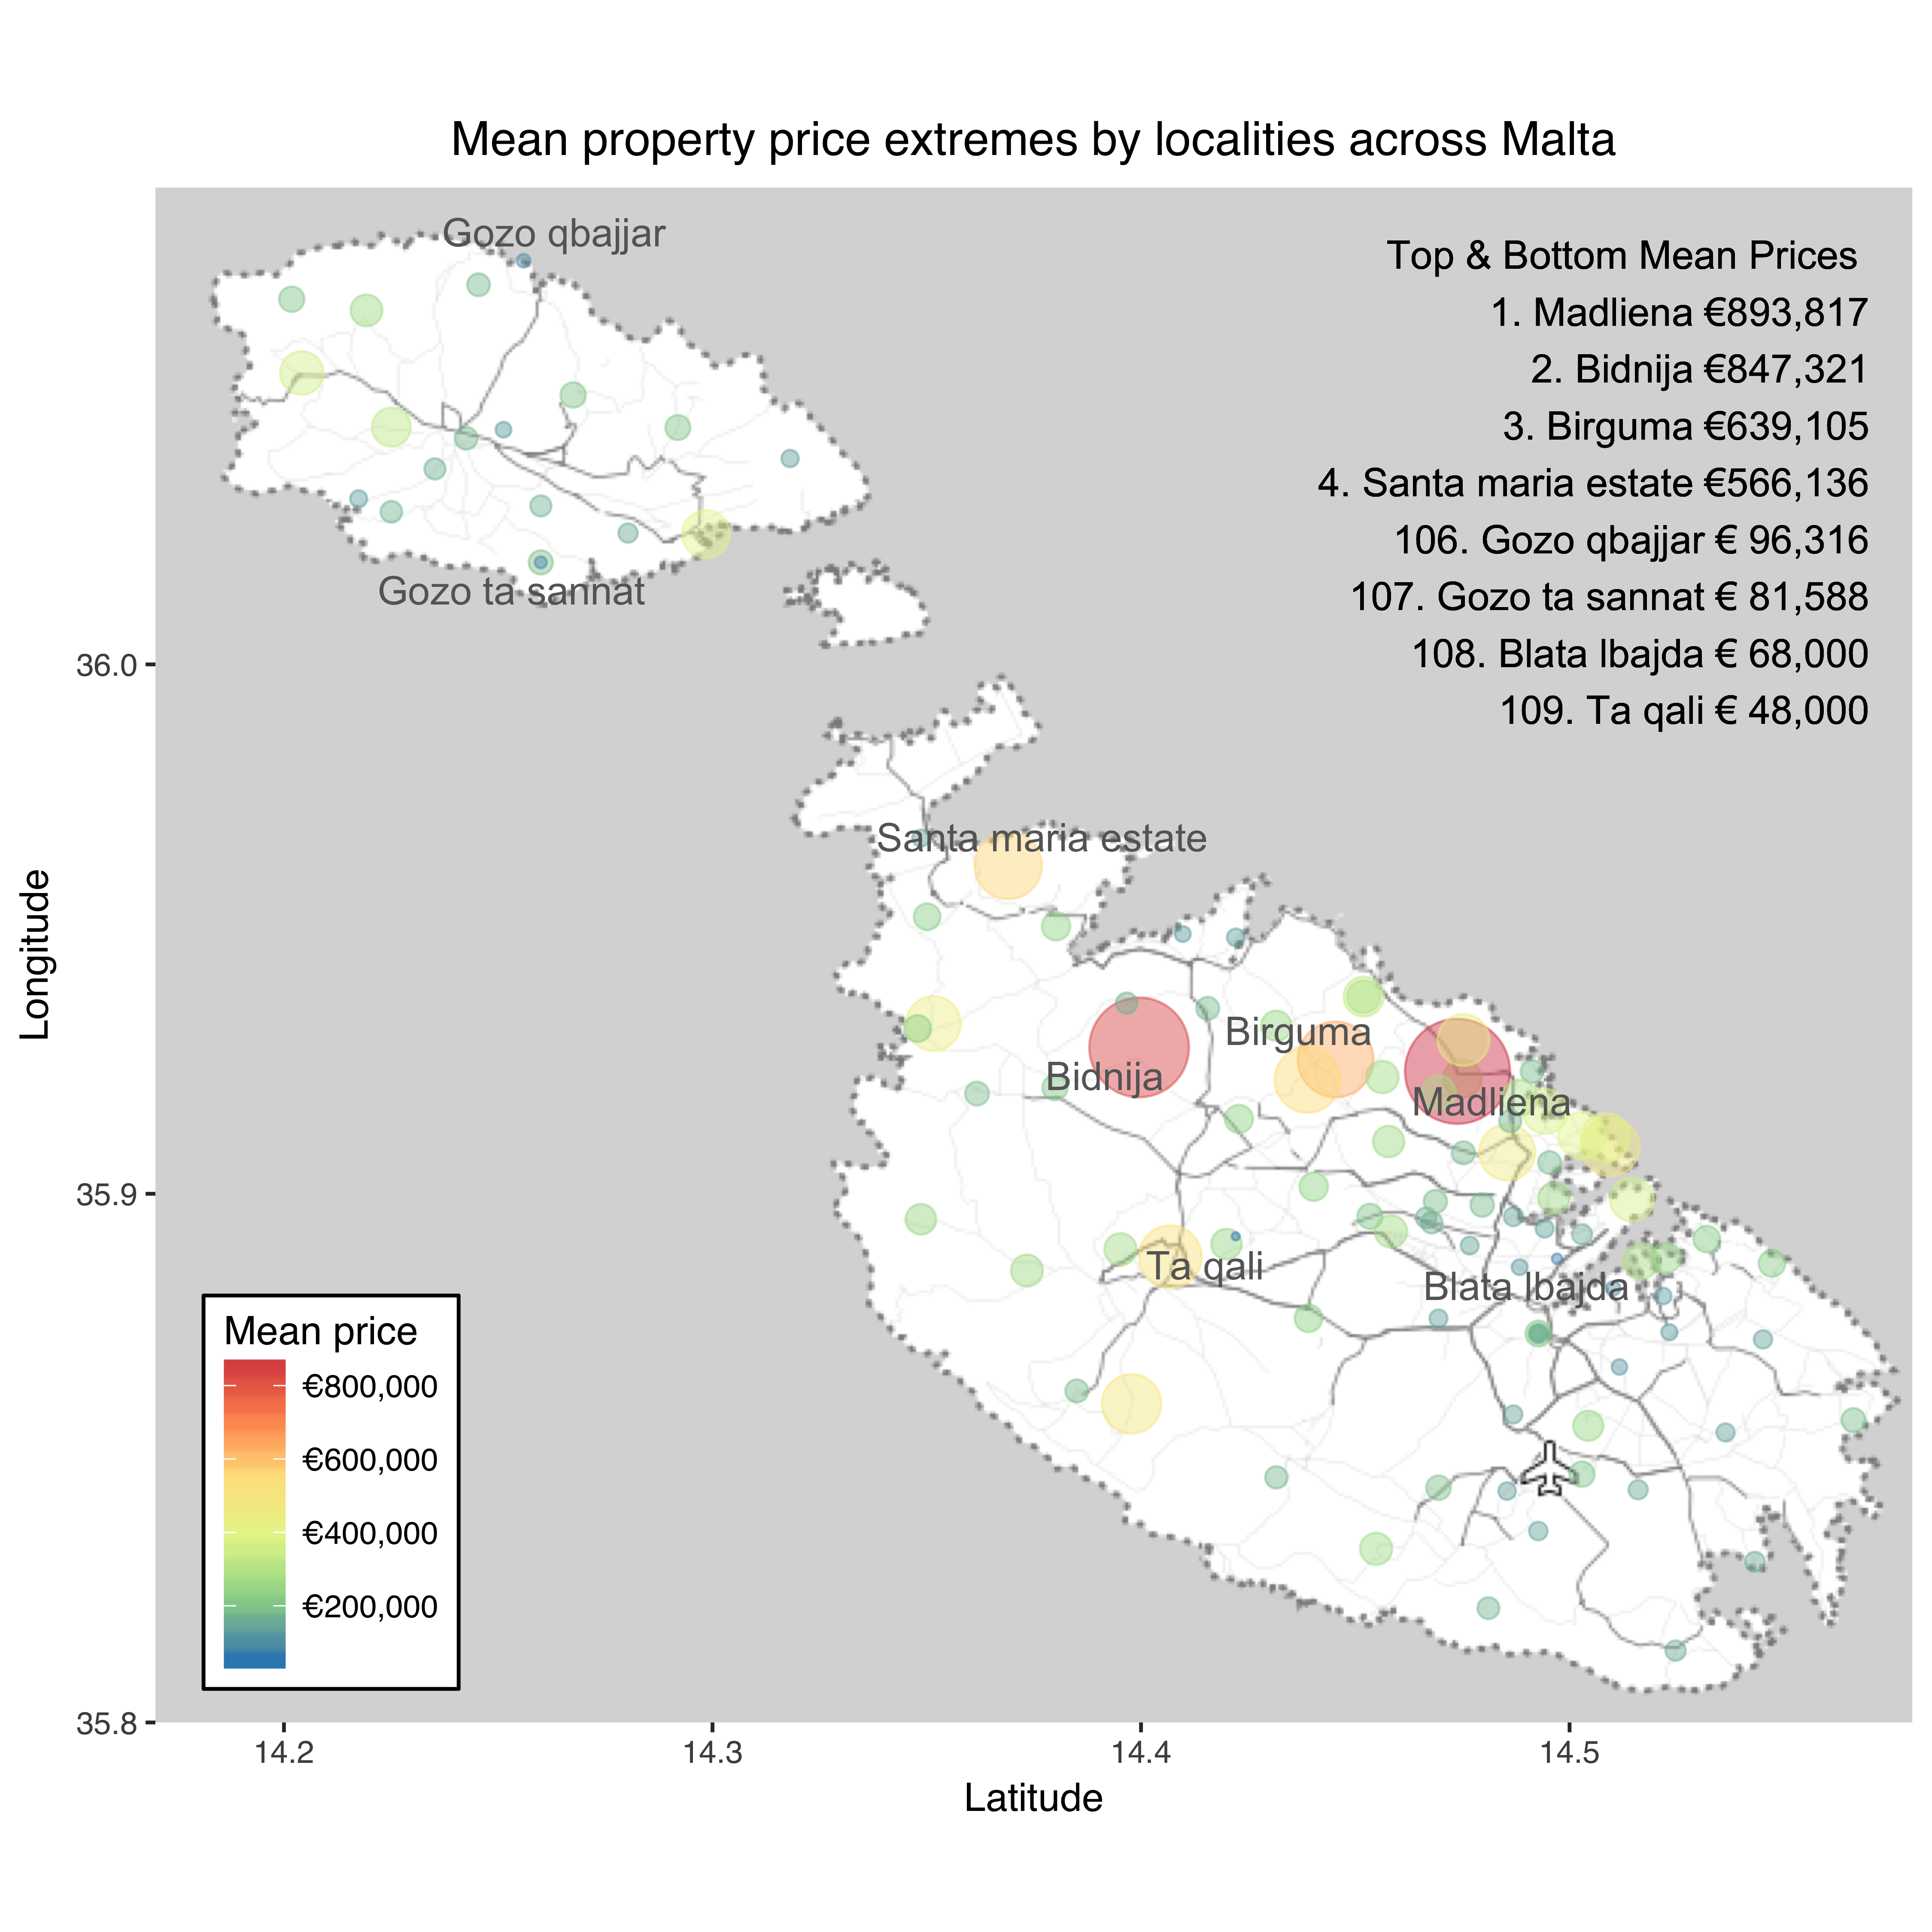 Mean property price extremes by localities across Malta
Gozo qbajjar
Top & Bottom Mean Prices
1. Madliena €893,817
2. Bidnija €847,321
3. Birguma €639,105
4. Santa maria estate €566,136
106. Gozo qbajjar € 96,316
107. Gozo ta sannat € 81,588
108. Blata lbajda € 68,000
109. Ta qali € 48,000
Gozo ta sannat
Santa maria estate
Birguma
Bidnija
Madliena
Ta qali
Blata lbajda
Mean price
€800,000
€600,000
€400,000
€200,000
Longitude
36.0
35.9
35.8
14.2
14.3
14.4
14.5
Latitude